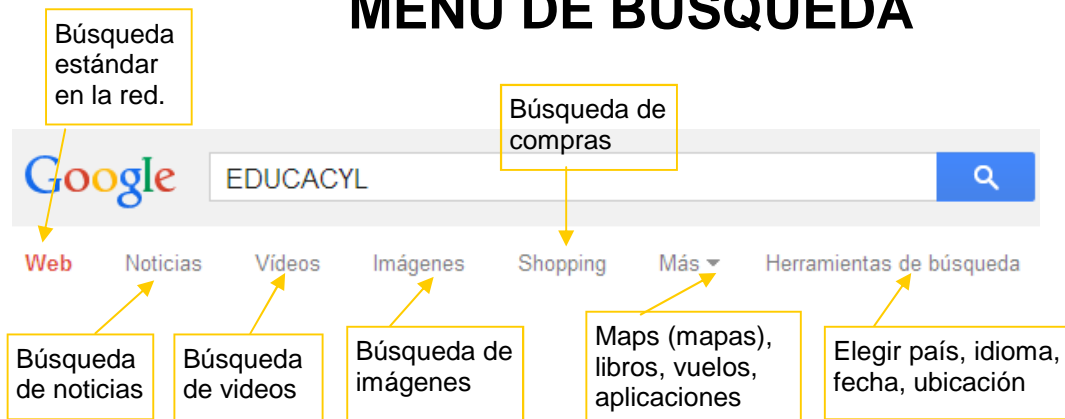 MENÚ DE BÚSQUEDA
Búsqueda
estándar
en la red.
Búsqueda de
compras
Google
EDUCACYL
Web Noticias Vídeos Imágenes Shopping Más Herramientas de búsqueda
Búsqueda
de noticias
Búsqueda
de videos
Búsqueda de
imágenes
Maps (mapas),
libros, vuelos,
aplicaciones
Elegir país, idioma,
fecha, ubicación